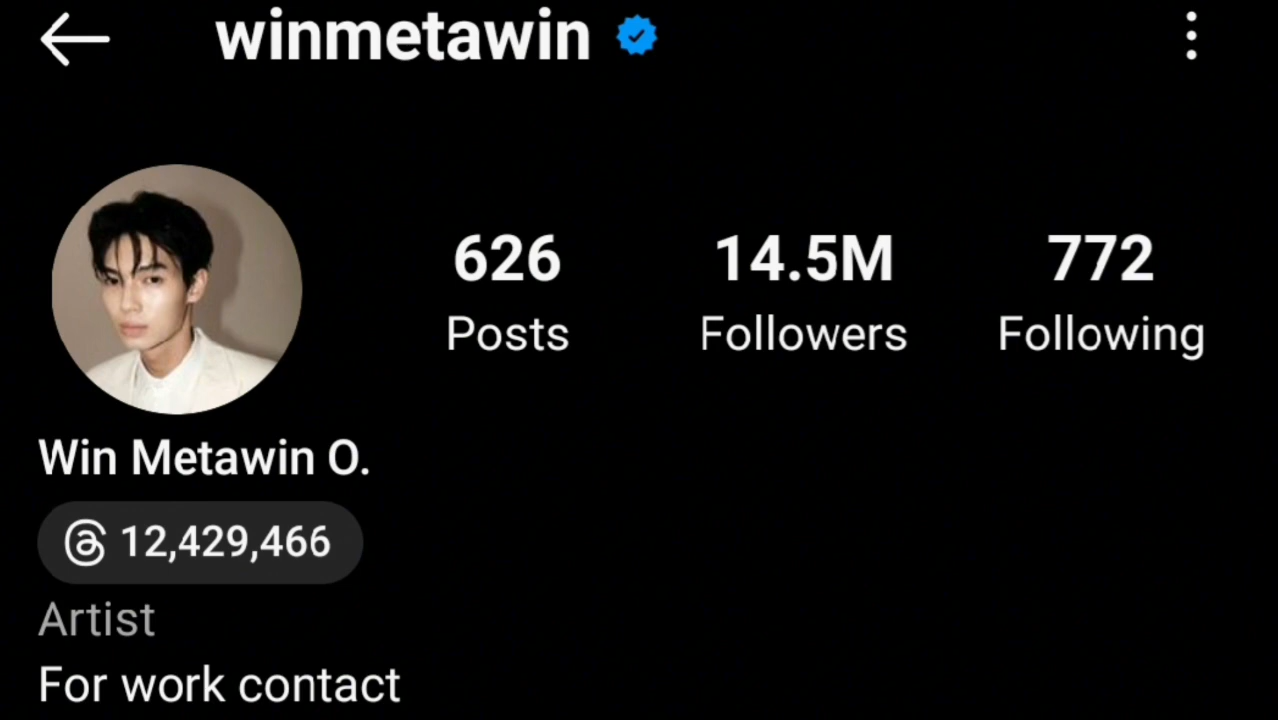 winmetawin
626 14.5M 772
Posts Followers Following
Win Metawin O.
12,429,466
Artist
For work contact